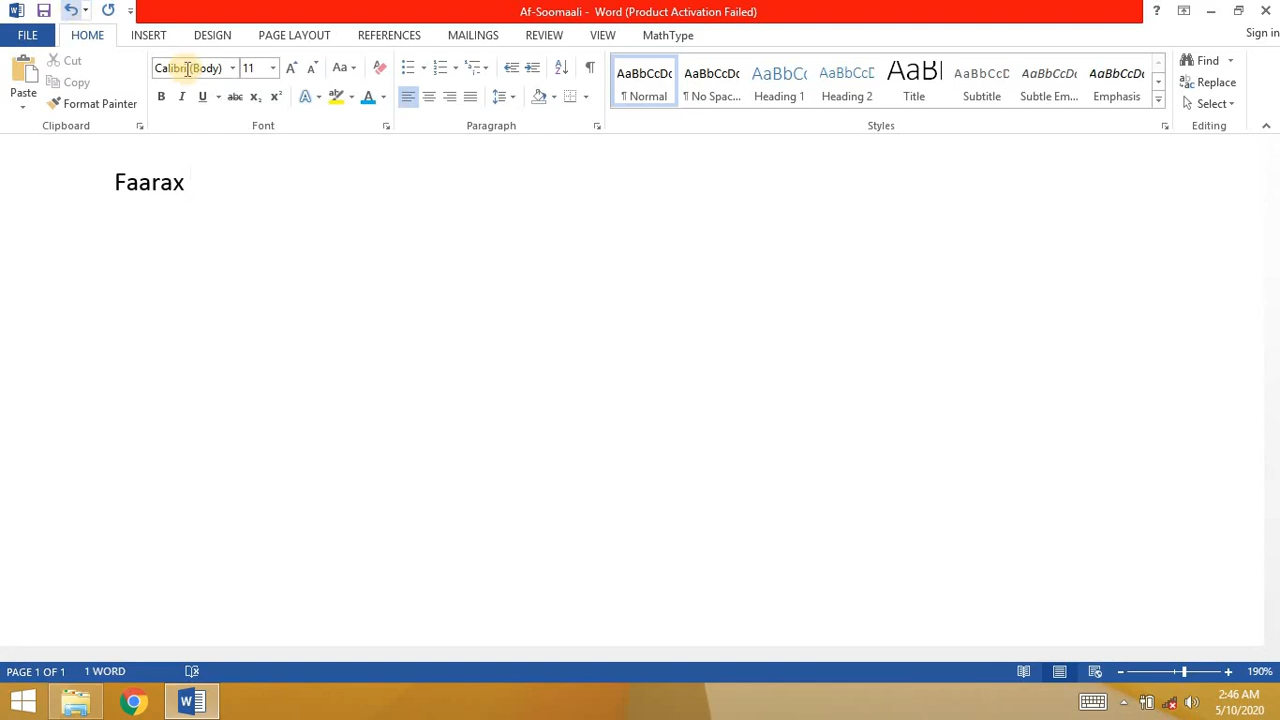 Af-Soomaali - Word (Product Activation Failed)
FILE HOME INSERT DESIGN PAGE LAYOUT REFERENCES MAILINGS REVIEW VIEW MathType Sign in
Paste
Cut
Copy
Format Painter
Clipboard
Calibri (Body) 11
Font
Paragraph
AaBbCcDc AaBbCcDc AaBbCc AaBbCcD AaBl AaBbCcD AaBbCcDc AaBbCcDc
¶ Normal ¶ No Spac... Heading 1 Heading 2 Title Subtitle Subtle Em... Emphasis
Styles
Find
Replace
Select
Editing
Faarax
PAGE 1 OF 1 1 WORD 190%
2:46 AM
5/10/2020